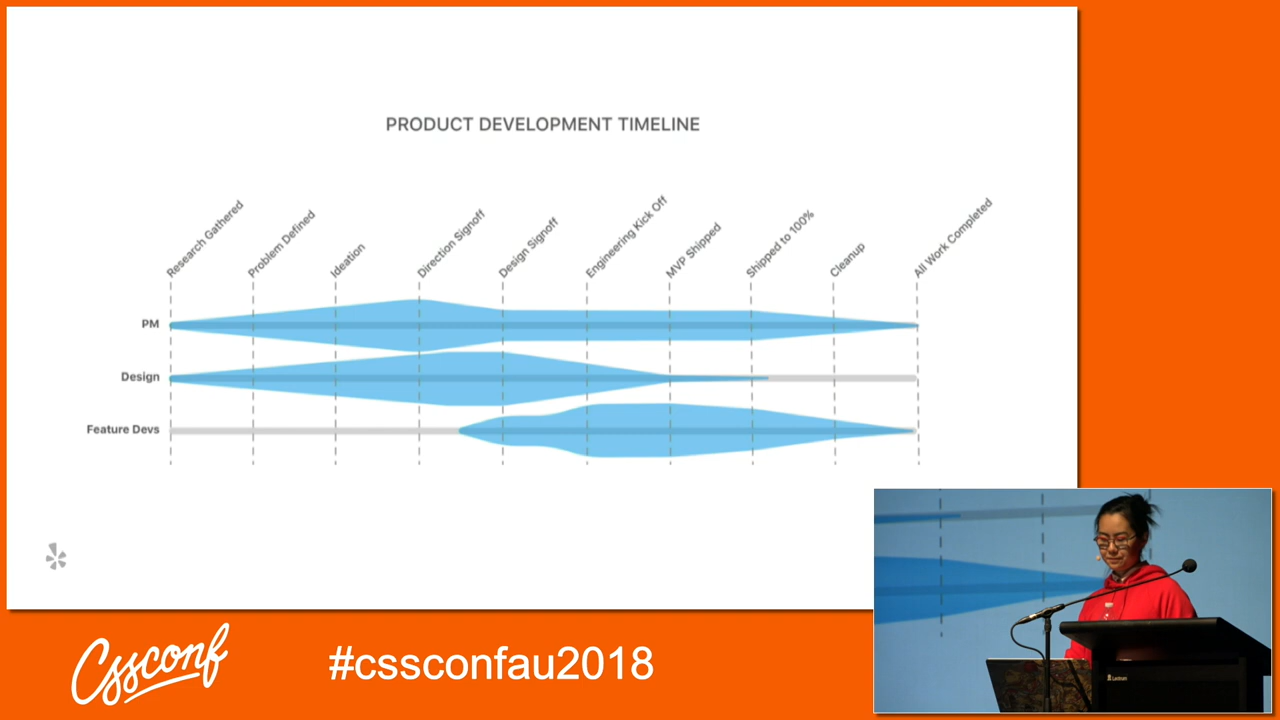 PRODUCT DEVELOPMENT TIMELINE
Research Gathered
Problem Defined
Ideation
Direction Signoff
Design Signoff
Engineering Kick Off
MVP Shipped
Shipped to 100%
Cleanup
All Work Completed
PM
Design
Feature Devs
cssconf
#cssconfau2018